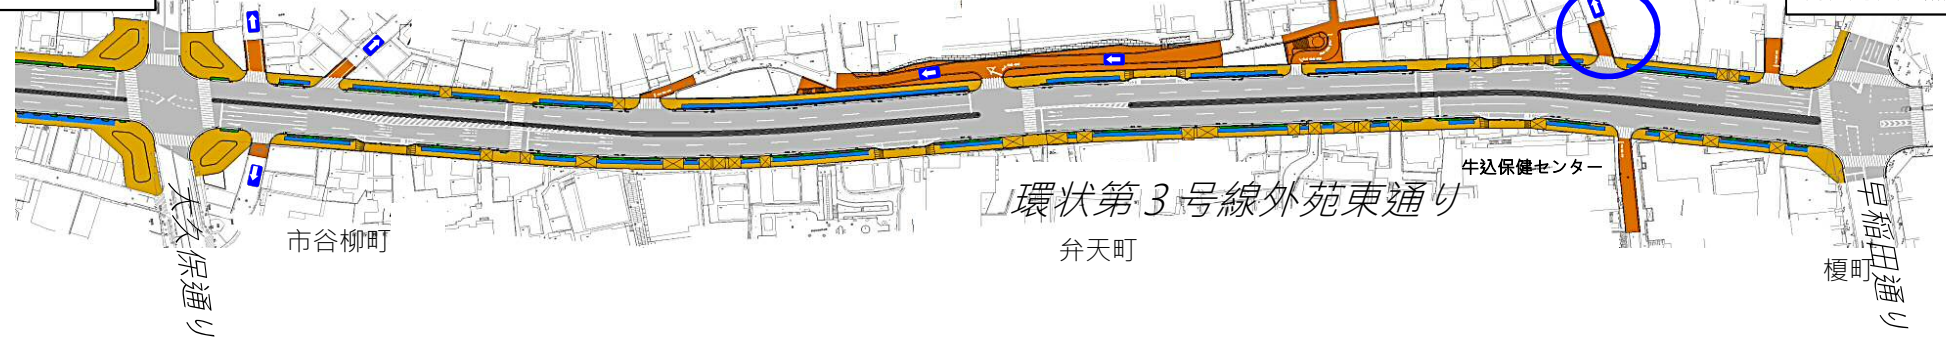 牛込保健センター
環状第3号線外苑東通り
市谷柳町
弁天町
榎町
大久保通り
早稲田通り